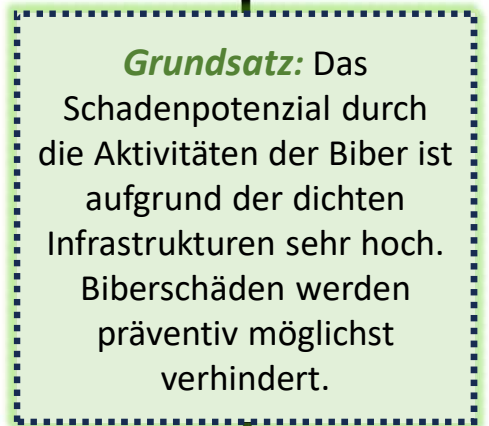 Grundsatz: Das
Schadenpotenzial durch
die Aktivitäten der Biber ist
aufgrund der dichten
Infrastrukturen sehr hoch.
Biberschäden werden
präventiv möglichst
verhindert.